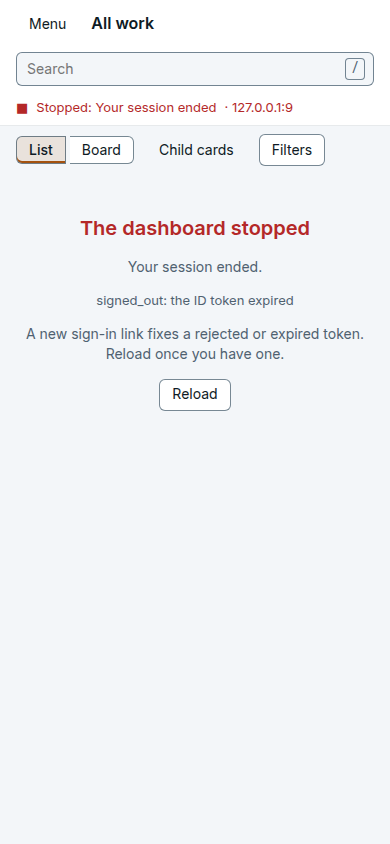 Menu All work
Search /
Stopped: Your session ended · 127.0.0.1:9
List Board Child cards Filters
The dashboard stopped
Your session ended.
signed_out: the ID token expired
A new sign-in link fixes a rejected or expired token.
Reload once you have one.
Reload